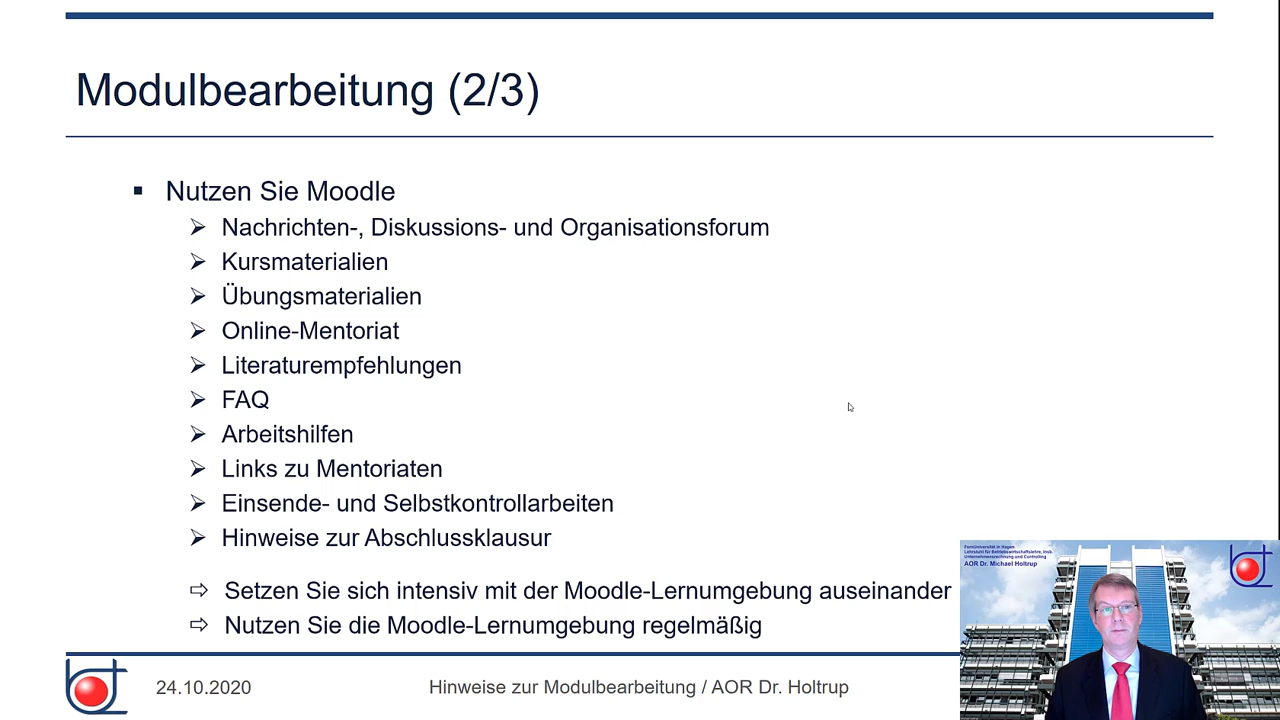 Modulbearbeitung (2/3)
Nutzen Sie Moodle
Nachrichten-, Diskussions- und Organisationsforum
Kursmaterialien
Übungsmaterialien
Online-Mentoriat
Literaturempfehlungen
FAQ
Arbeitshilfen
Links zu Mentoriaten
Einsende- und Selbstkontrollarbeiten
Hinweise zur Abschlussklausur
Setzen Sie sich intensiv mit der Moodle-Lernumgebung auseinander
Nutzen Sie die Moodle-Lernumgebung regelmäßig
FernUniversität in Hagen
Lehrstuhl für Betriebswirtschaftslehre, insb.
Unternehmensrechnung und Controlling
AOR Dr. Michael Holtrup
24.10.2020
Hinweise zur Modulbearbeitung / AOR Dr. Holtrup